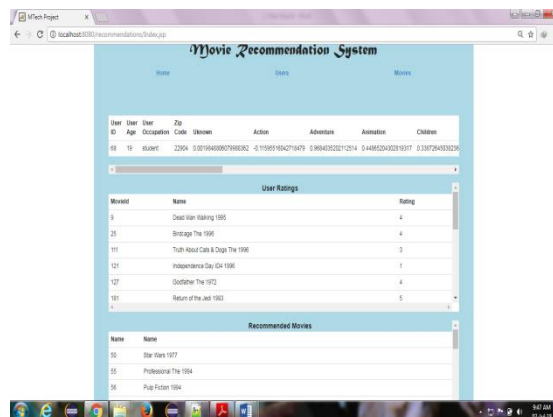 MTech Project
localhost:8080/recommendations/Index.jsp
Movie Recommendation System
Home Users Movies
User ID User Age User Occupation Zip Code Uknown Action Adventure Animation Children
68 19 student 22904
User Ratings
MovieId Name Rating
9 Dead Man Walking 1995 4
25 Birdcage The 1996 4
111 Truth About Cats & Dogs The 1996 3
121 Independence Day ID4 1996 1
127 Godfather The 1972 4
181 Return of the Jedi 1983 5
Recommended Movies
Name Name
50 Star Wars 1977
55 Professional The 1994
56 Pulp Fiction 1994
9:47 AM